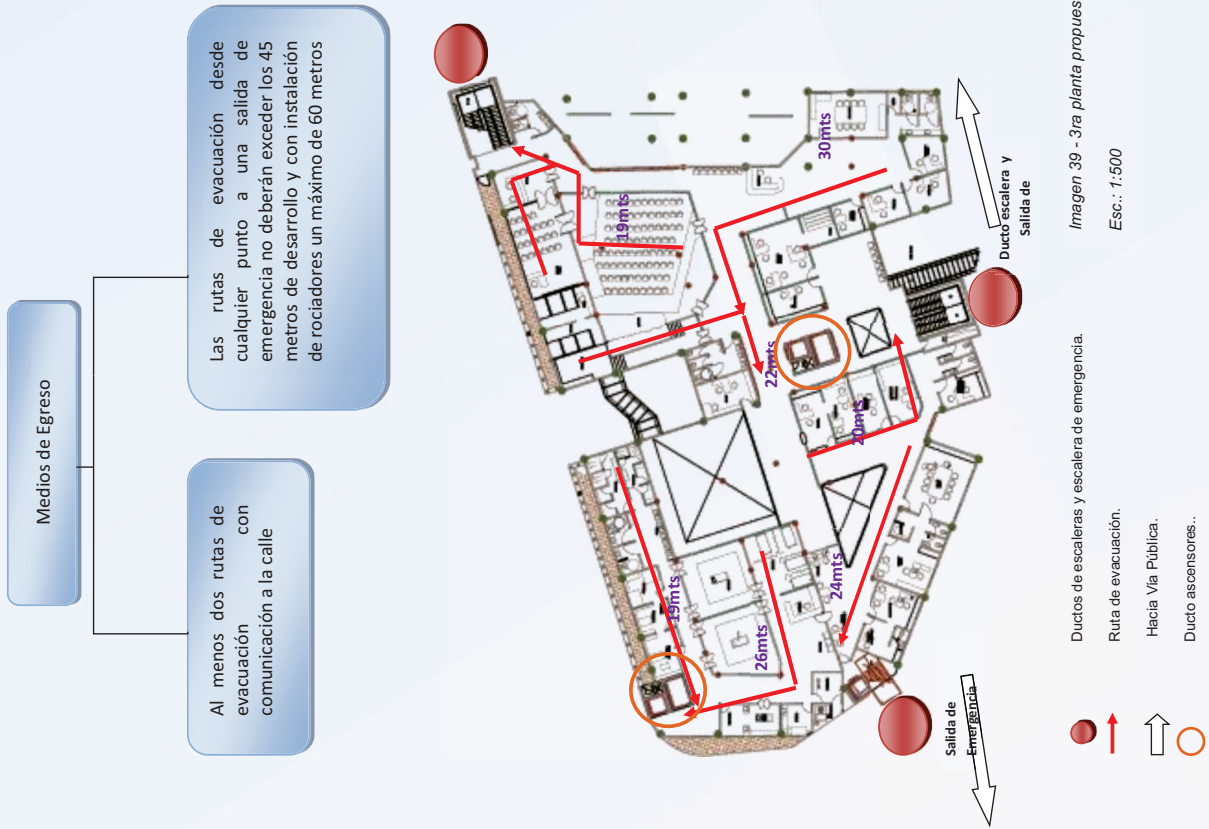 Medios de Egreso
Al menos dos rutas de
evacuación con
comunicación a la calle
Las rutas de evacuación desde
cualquier punto a una salida de
emergencia no deberán exceder los 45
metros de desarrollo y con instalación
de rociadores un máximo de 60 metros
19mts
30mts
22mts
20mts
19mts
26mts
24mts
Ducto escalera y
Salida de
Salida de
Emergencia
Imagen 39 - 3ra planta propues
Esc.: 1:500
Ductos de escaleras y escalera de emergencia.
Ruta de evacuación.
Hacia Via Pública.
Ducto ascensores..